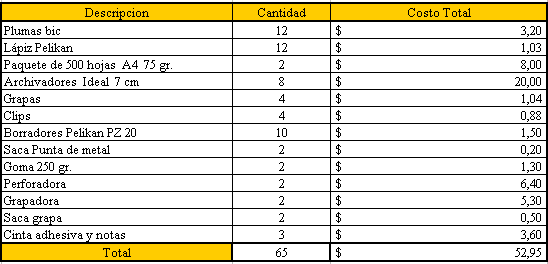 Descripcion Cantidad Costo Total
Plumas bic 12 $ 3,20
Lápiz Pelikan 12 $ 1,03
Paquete de 500 hojas A4 75 gr. 2 $ 8,00
Archivadores Ideal 7 cm 8 $ 20,00
Grapas 4 $ 1,04
Clips 4 $ 0,88
Borradores Pelikan PZ 20 10 $ 1,50
Saca Punta de metal 2 $ 0,20
Goma 250 gr. 2 $ 1,30
Perforadora 2 $ 6,40
Grapadora 2 $ 5,30
Saca grapa 2 $ 0,50
Cinta adhesiva y notas 3 $ 3,60
Total 65 $ 52,95